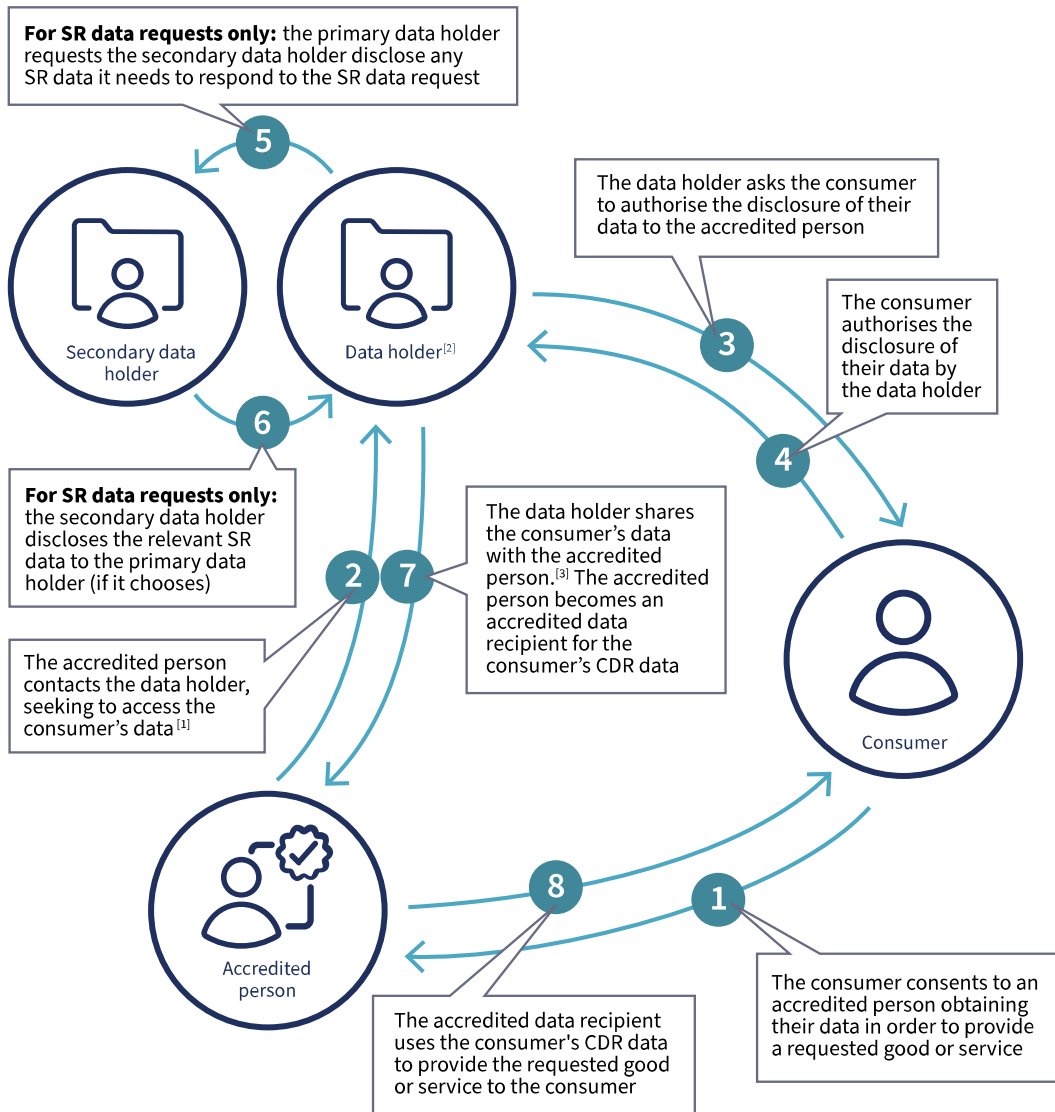 For SR data requests only: the primary data holder
requests the secondary data holder disclose any
SR data it needs to respond to the SR data request
5
The data holder asks the consumer
to authorise the disclosure of their
data to the accredited person
3
The consumer
authorises the
disclosure of
their data by
the data holder
4
Secondary data
holder
Data holder[2]
6
For SR data requests only:
the secondary data holder
discloses the relevant SR
data to the primary data
holder (if it chooses)
2
7
The data holder shares
the consumer’s data
with the accredited
person.[3] The accredited
person becomes an
accredited data
recipient for the
consumer’s CDR data
The accredited person
contacts the data holder,
seeking to access the
consumer’s data[1]
Consumer
8
1
Accredited
person
The consumer consents to an
accredited person obtaining
their data in order to provide
a requested good or service
The accredited data recipient
uses the consumer's CDR data
to provide the requested good
or service to the consumer